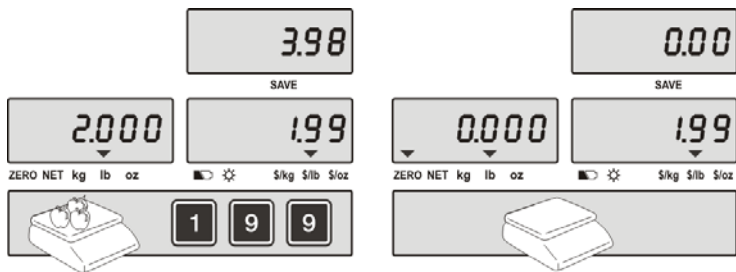 3.98
SAVE
2.000 1.99
ZERO NET kg lb oz $/kg $/lb $/oz
1 9 9
0.00
SAVE
0.000 1.99
ZERO NET kg lb oz $/kg $/lb $/oz